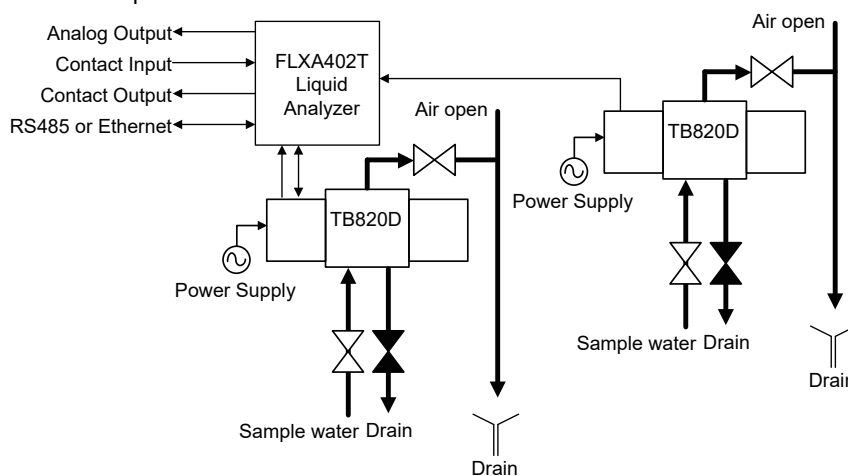 Analog Output
Contact Input
Contact Output
RS485 or Ethernet
FLXA402T
Liquid
Analyzer
Air open
TB820D
Power Supply
Sample water Drain
Drain
Air open
TB820D
Power Supply
Sample water Drain
Drain